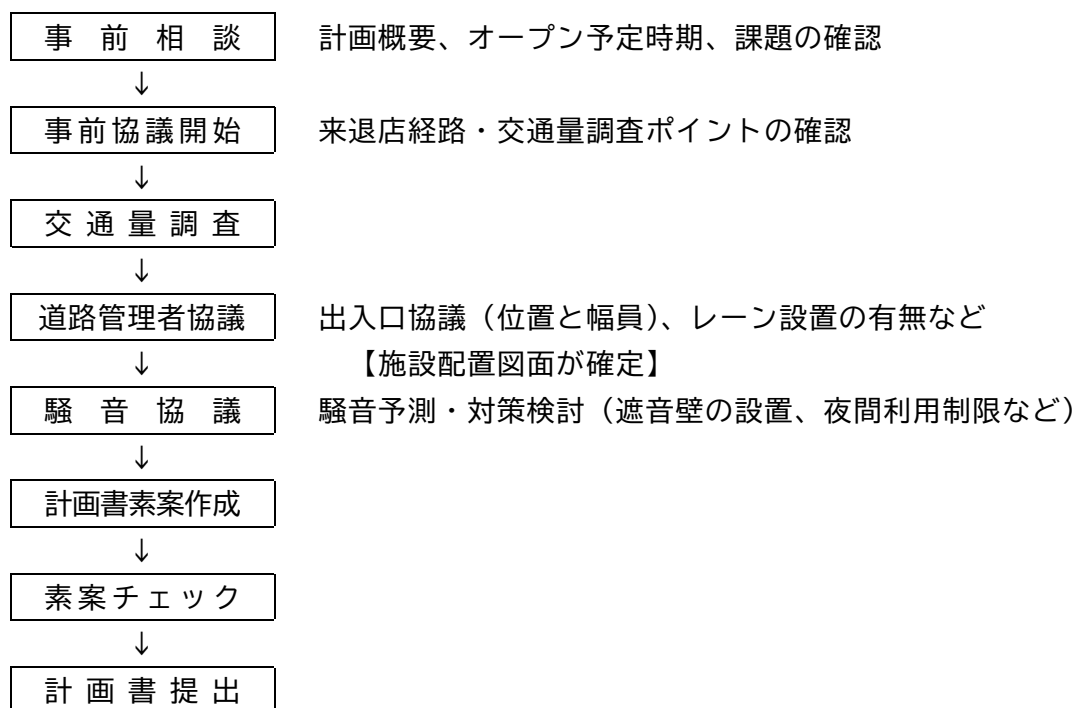 事前相談 計画概要、オープン予定時期、課題の確認
↓
事前協議開始 来退店経路・交通量調査ポイントの確認
↓
交通量調査
↓
道路管理者協議 出入口協議（位置と幅員）、レーン設置の有無など
↓ 【施設配置図面が確定】
騒音協議 騒音予測・対策検討（遮音壁の設置、夜間利用制限など）
↓
計画書素案作成
↓
素案チェック
↓
計画書提出